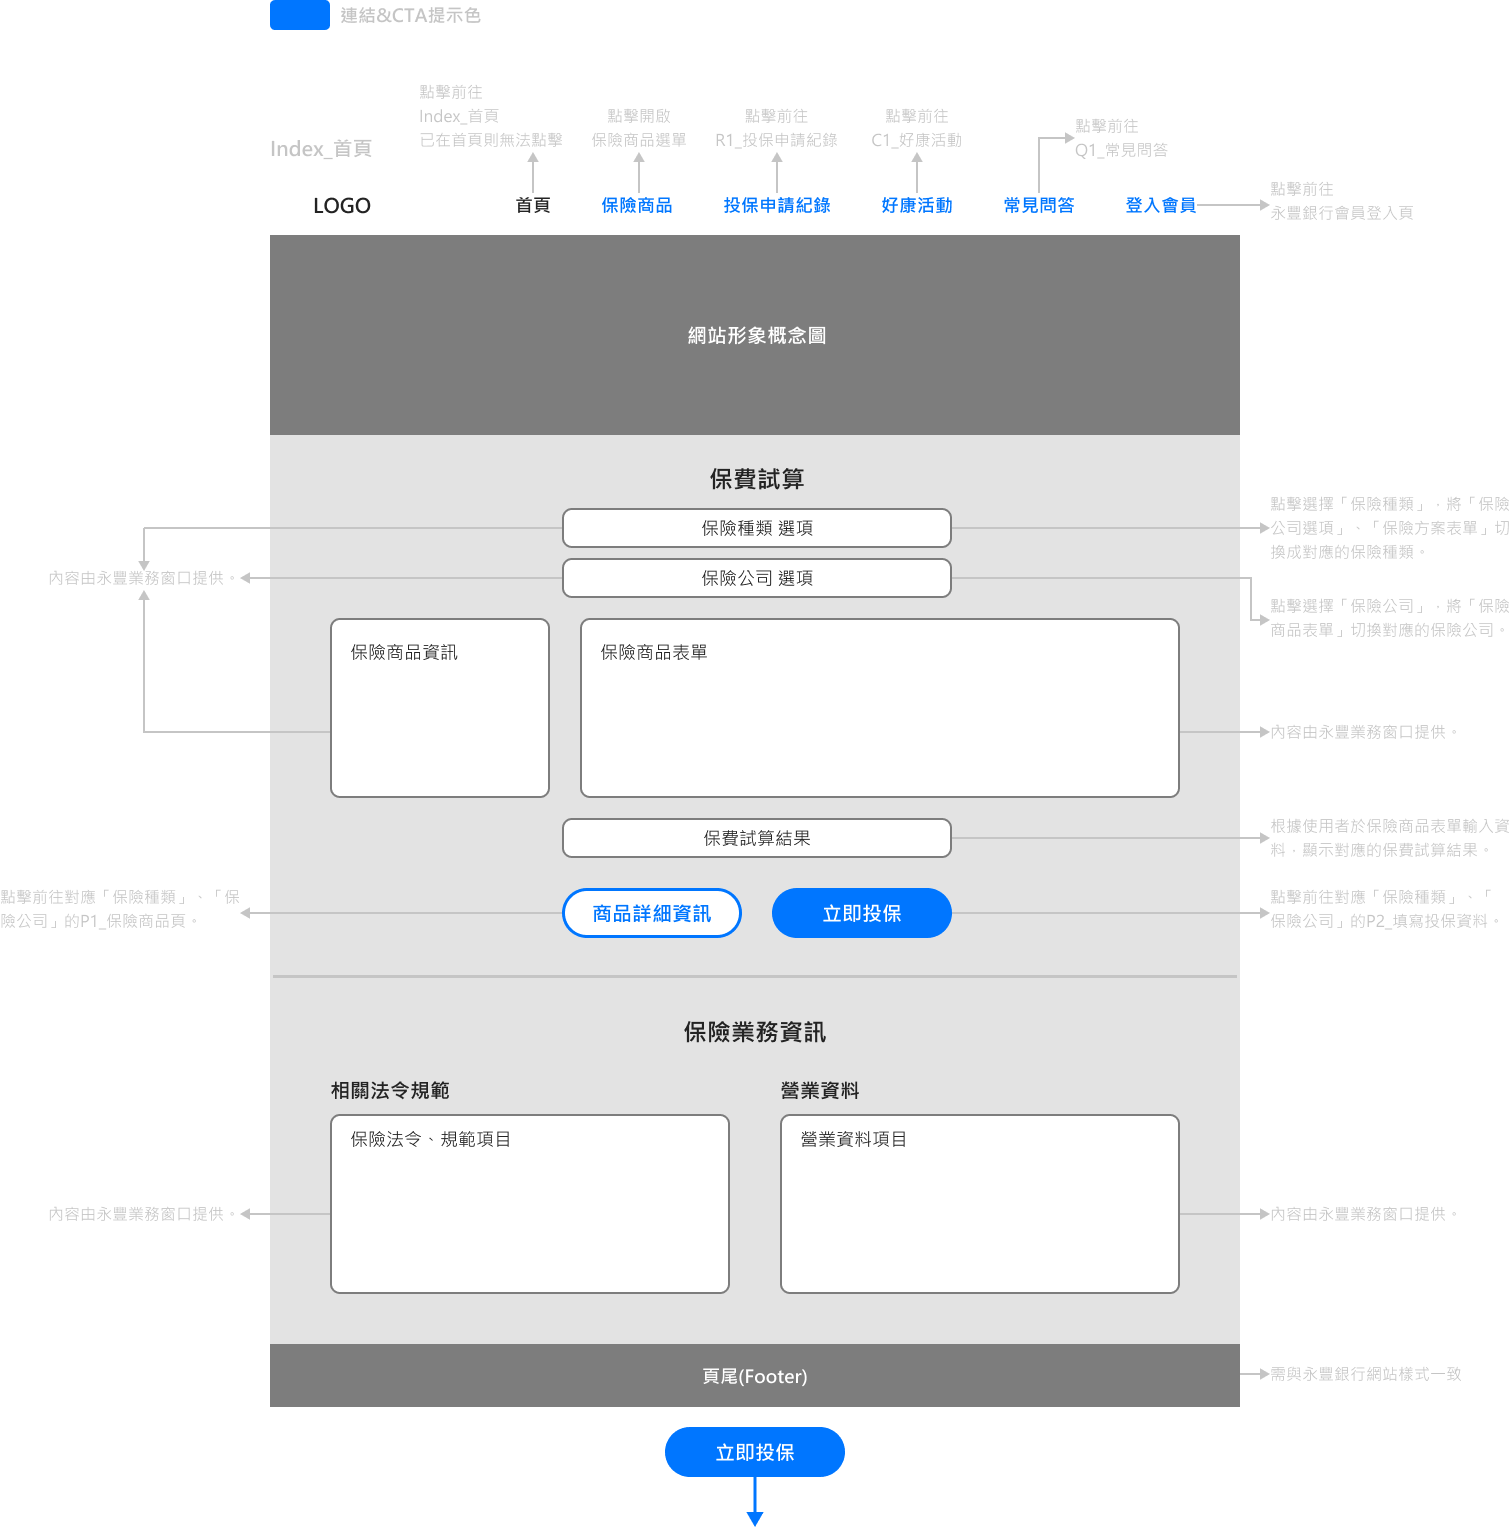 連結&CTA提示色
點擊前往
Index_首頁
已在首頁則無法點擊
點擊開啟
保險商品選單
點擊前往
R1_投保申請紀錄
點擊前往
C1_好康活動
點擊前往
Q1_常見問答
Index_首頁
點擊前往
永豐銀行會員登入頁
LOGO
首頁
保險商品
投保申請紀錄
好康活動
常見問答
登入會員
網站形象概念圖
保費試算
保險種類 選項
點擊選擇「保險種類」，將「保險
公司選項」、「保險方案表單」切
換成對應的保險種類。
內容由永豐業務窗口提供。
保險公司 選項
點擊選擇「保險公司」，將「保險
商品表單」切換對應的保險公司。
保險商品資訊
保險商品表單
內容由永豐業務窗口提供。
保費試算結果
根據使用者於保險商品表單輸入資
料，顯示對應的保費試算結果。
點擊前往對應「保險種類」、「保
險公司」的P1_保險商品頁。
商品詳細資訊
立即投保
點擊前往對應「保險種類」、「
保險公司」的P2_填寫投保資料。
保險業務資訊
相關法令規範
營業資料
保險法令、規範項目
營業資料項目
內容由永豐業務窗口提供。
內容由永豐業務窗口提供。
頁尾(Footer)
需與永豐銀行網站樣式一致
立即投保